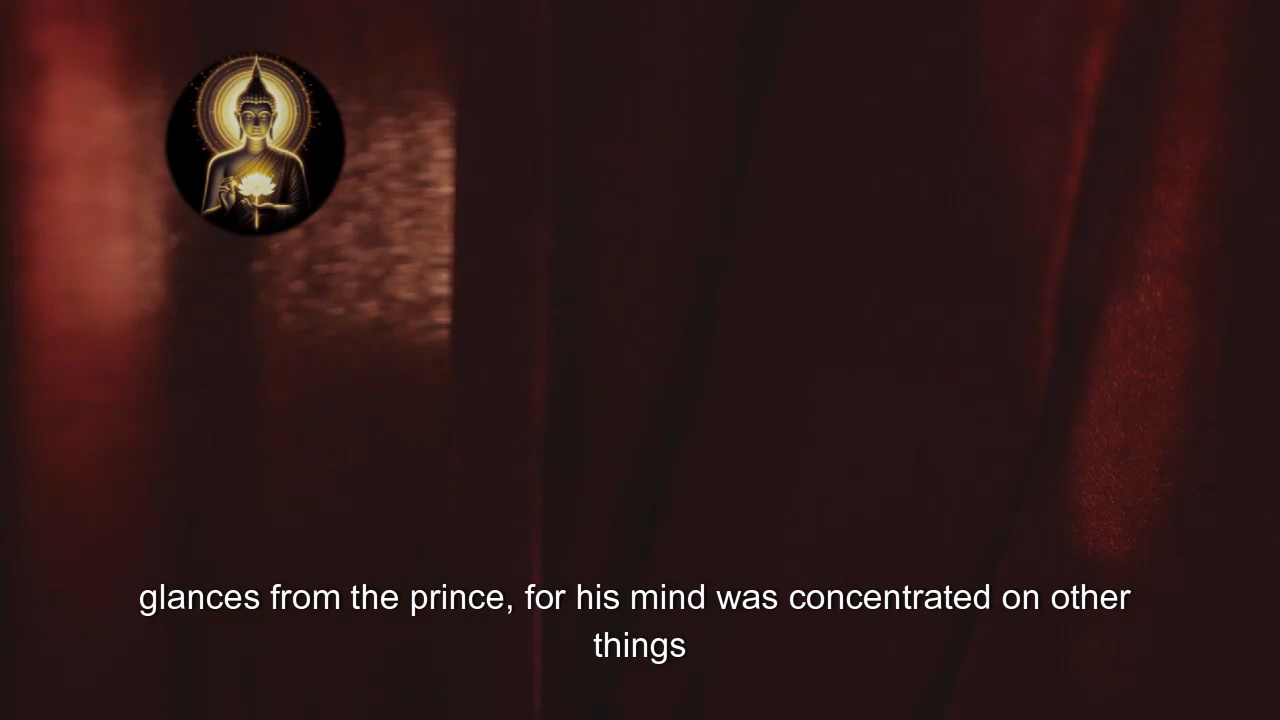 glances from the prince, for his mind was concentrated on other
things